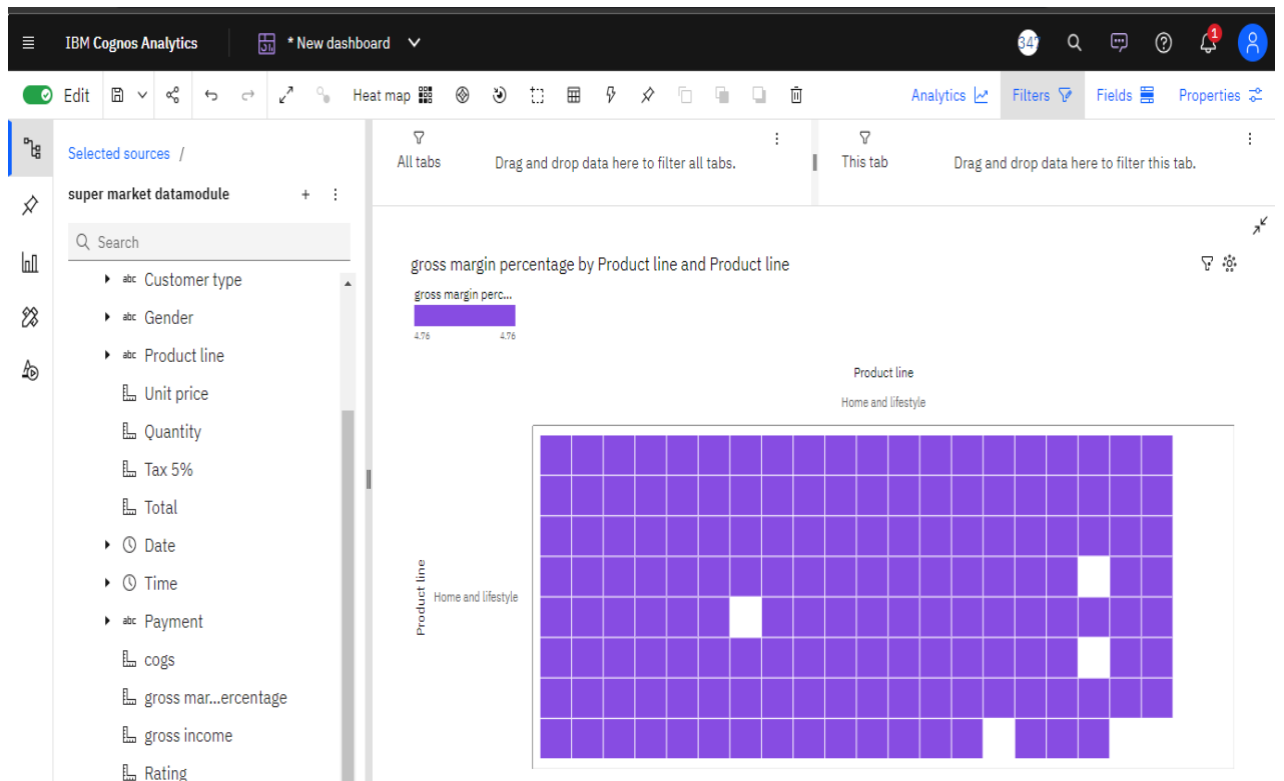 IBM Cognos Analytics
* New dashboard
341
1
Edit
Heat map
Analytics
Filters
Fields
Properties
Selected sources /
super market datamodule
Search
Customer type
Gender
Product line
Unit price
Quantity
Tax 5%
Total
Date
Time
Payment
cogs
gross mar...ercentage
gross income
Rating
All tabs
Drag and drop data here to filter all tabs.
This tab
Drag and drop data here to filter this tab.
gross margin percentage by Product line and Product line
gross margin perc...
4.76 4.76
Product line
Home and lifestyle
Product line
Home and lifestyle